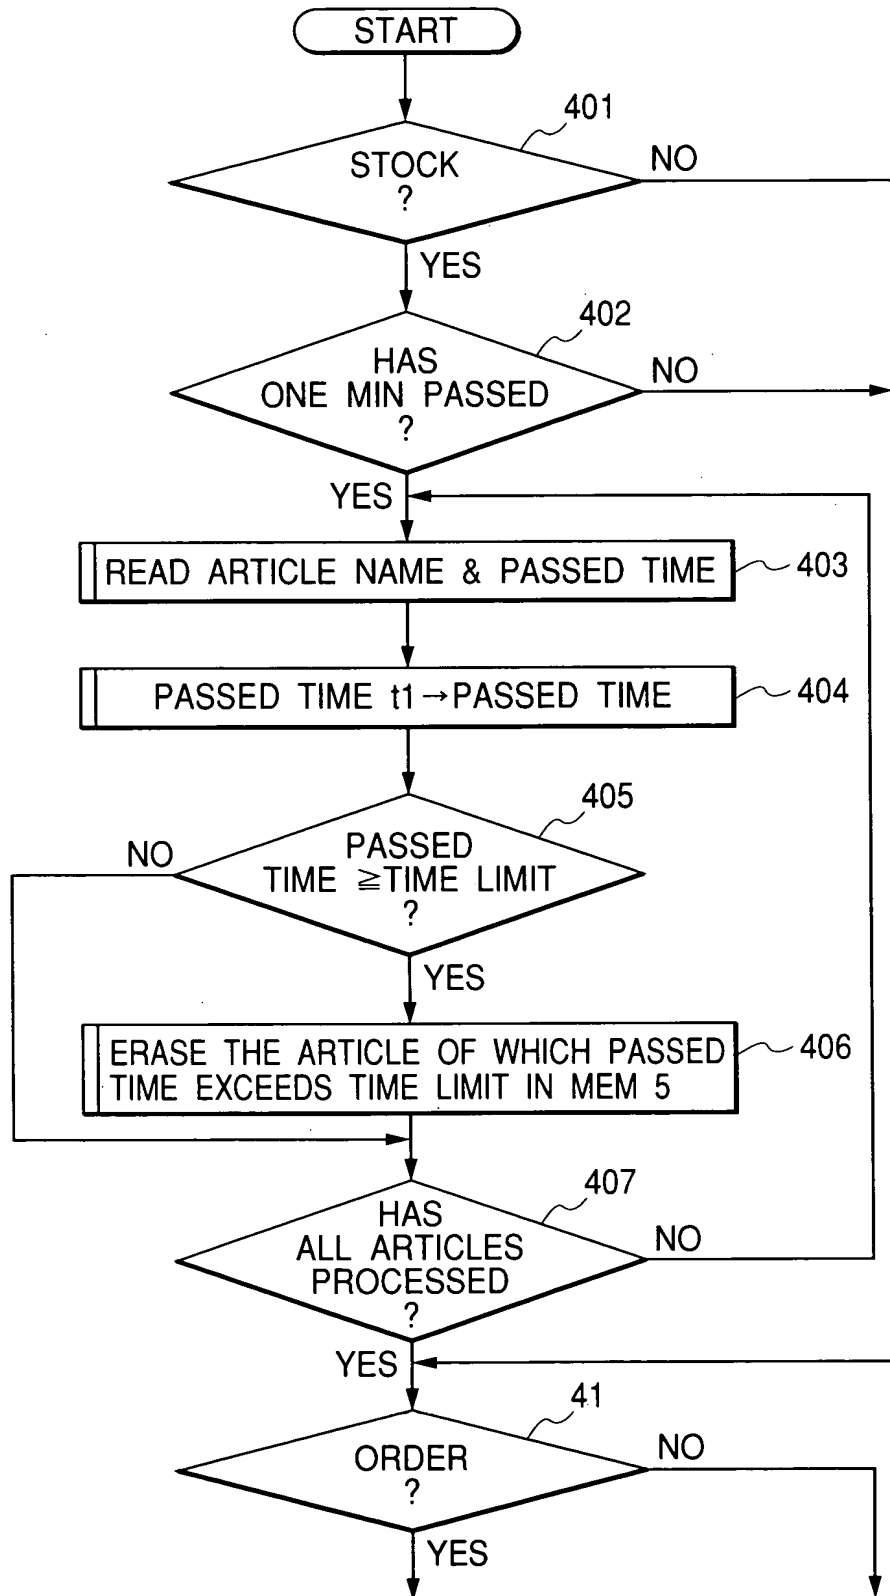 START
401
STOCK
?
NO
YES
402
HAS
ONE MIN PASSED
?
NO
YES
READ ARTICLE NAME & PASSED TIME
403
PASSED TIME t1→PASSED TIME
404
405
PASSED
TIME ≧TIME LIMIT
?
NO
YES
ERASE THE ARTICLE OF WHICH PASSED
TIME EXCEEDS TIME LIMIT IN MEM 5
406
407
HAS
ALL ARTICLES
PROCESSED
?
NO
YES
41
ORDER
?
NO
YES